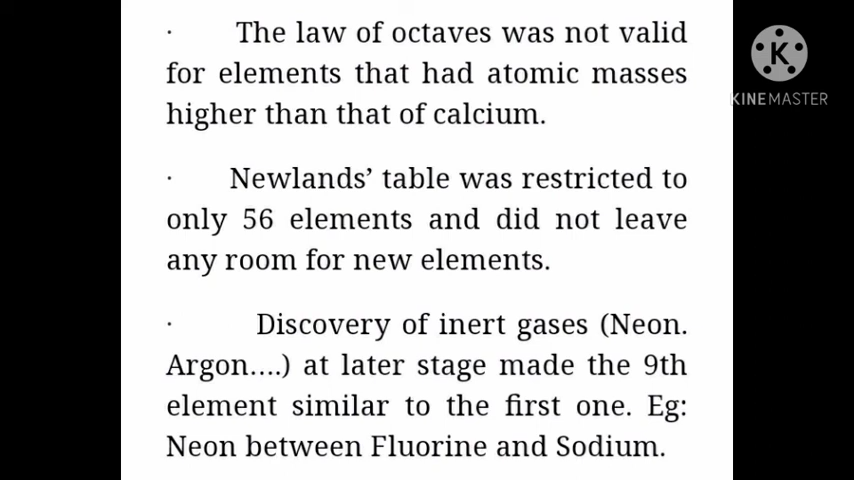 · The law of octaves was not valid
for elements that had atomic masses
higher than that of calcium.
· Newlands’ table was restricted to
only 56 elements and did not leave
any room for new elements.
· Discovery of inert gases (Neon.
Argon....) at later stage made the 9th
element similar to the first one. Eg:
Neon between Fluorine and Sodium.
K
KINEMASTER